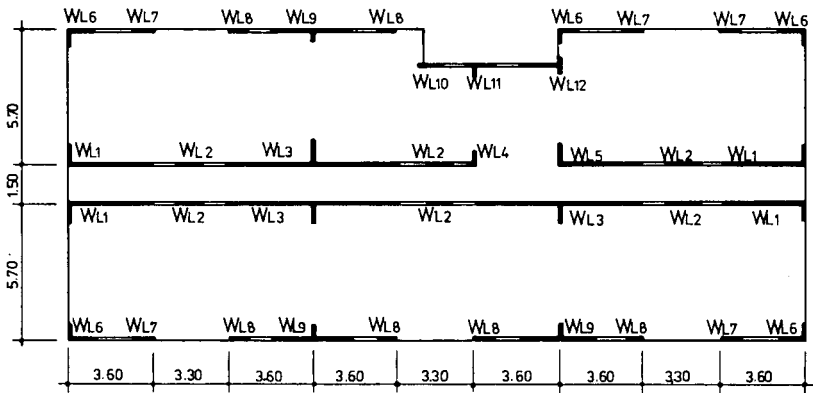 WL6 WL7 WL8 WL9 WL8 WL6 WL7 WL7 WL6
WL10 WL11 WL12
5.70
WL1 WL2 WL3 WL2 WL4 WL5 WL2 WL1
1.50
WL1 WL2 WL3 WL2 WL3 WL2 WL1
5.70
WL6 WL7 WL8 WL9 WL8 WL8 WL9 WL8 WL7 WL6
3.60 3.30 3.60 3.60 3.30 3.60 3.60 3.30 3.60